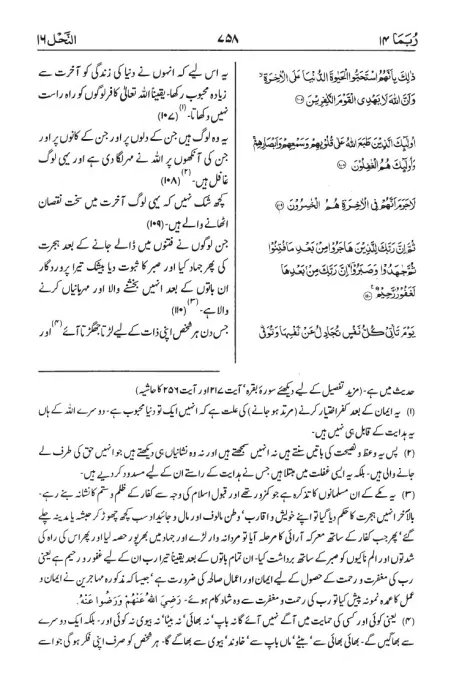 رُبَمَا ۱۴
۷۵۸
النَّحْل ۱۶
ذٰلِكَ بِاَنَّهُمُ اسْتَحَبُّوا الْحَيٰوةَ الدُّنْيَا عَلَى الْاٰخِرَةِ ۙ
وَاَنَّ اللّٰهَ لَا يَهْدِى الْقَوْمَ الْكٰفِرِيْنَ
اُولٰٓئِكَ الَّذِيْنَ طَبَعَ اللّٰهُ عَلٰى قُلُوْبِهِمْ وَسَمْعِهِمْ وَاَبْصَارِهِمْ
وَاُولٰٓئِكَ هُمُ الْغٰفِلُوْنَ
لَاجَرَمَ اَنَّهُمْ فِى الْاٰخِرَةِ هُمُ الْخٰسِرُوْنَ
ثُمَّ اِنَّ رَبَّكَ لِلَّذِيْنَ هَاجَرُوْا مِنْۢ بَعْدِ مَا فُتِنُوْا
ثُمَّ جٰهَدُوْا وَصَبَرُوْٓا اِنَّ رَبَّكَ مِنْۢ بَعْدِهَا
لَغَفُوْرٌ رَّحِيْمٌ
يَوْمَ تَاْتِىْ كُلُّ نَفْسٍ تُجَادِلُ عَنْ نَّفْسِهَا وَتُوَفّٰى
یہ اس لیے کہ انہوں نے دنیا کی زندگی کو آخرت سے
زیادہ محبوب رکھا۔ یقیناً اللہ تعالیٰ کافر لوگوں کو راہ راست
نہیں دکھاتا۔ (۱) (۱۰۷)
یہ وہ لوگ ہیں جن کے دلوں پر اور جن کے کانوں پر اور
جن کی آنکھوں پر اللہ نے مہر لگا دی ہے اور یہی لوگ
غافل ہیں۔ (۲) (۱۰۸)
کچھ شک نہیں کہ یہی لوگ آخرت میں سخت نقصان
اٹھانے والے ہیں۔ (۱۰۹)
جن لوگوں نے فتنوں میں ڈالے جانے کے بعد ہجرت
کی پھر جہاد کیا اور صبر کا ثبوت دیا بیشک تیرا پروردگار
ان باتوں کے بعد انہیں بخشنے والا اور مہربانیاں کرنے
والا ہے۔ (۳) (۱۱۰)
جس دن ہر شخص اپنی ذات کے لیے لڑتا جھگڑتا آئے (۴) اور
حدیث میں ہے۔ (مزید تفصیل کے لیے دیکھئے سورۂ بقرہ، آیت ۲۱۷ اور آیت ۲۵۶ کا حاشیہ)
(۱) یہ ایمان کے بعد کفر اختیار کرنے (مرتد ہو جانے) کی علت ہے کہ انہیں ایک تو دنیا محبوب ہے۔ دوسرے اللہ کے ہاں
یہ ہدایت کے قابل ہی نہیں ہیں۔
(۲) پس یہ وعظ و نصیحت کی باتیں سنتے ہیں نہ انہیں سمجھتے ہیں اور نہ وہ نشانیاں ہی دیکھتے ہیں جو انہیں حق کی طرف لے
جانے والی ہیں۔ بلکہ یہ ایسی غفلت میں مبتلا ہیں جس نے ہدایت کے راستے ان کے لیے مسدود کر دیے ہیں۔
(۳) یہ مکے کے ان مسلمانوں کا تذکرہ ہے جو کمزور تھے اور قبول اسلام کی وجہ سے کفار کے ظلم و ستم کا نشانہ بنے رہے۔
بالآخر انہیں ہجرت کا حکم دیا گیا تو اپنے خویش و اقارب، وطن مالوف اور مال و جائیداد سب کچھ چھوڑ کر حبشہ یا مدینہ چلے
گئے، پھر جب کفار کے ساتھ معرکہ آرائی کا مرحلہ آیا تو مردانہ وار لڑے اور جہاد میں بھرپور حصہ لیا اور پھر اس کی راہ کی
شدتوں اور الم ناکیوں کو صبر کے ساتھ برداشت کیا۔ ان تمام باتوں کے بعد یقیناً تیرا رب ان کے لیے غفور و رحیم ہے یعنی
رب کی مغفرت و رحمت کے حصول کے لیے ایمان اور اعمال صالحہ کی ضرورت ہے، جیسا کہ مذکورہ مہاجرین نے ایمان و
عمل کا عمدہ نمونہ پیش کیا تو رب کی رحمت و مغفرت سے وہ شاد کام ہوئے۔ رَضِيَ اللهُ عَنْهُمْ وَرَضُوا عَنْهُ.
(۴) یعنی کوئی اور کسی کی حمایت میں آگے نہیں آئے گا نہ باپ، نہ بھائی، نہ بیٹا، نہ بیوی نہ کوئی اور۔ بلکہ ایک دوسرے
سے بھاگیں گے۔ بھائی بھائی سے، بیٹے، ماں باپ سے، خاوند، بیوی سے بھاگے گا۔ ہر شخص کو صرف اپنی فکر ہو گی جو اسے